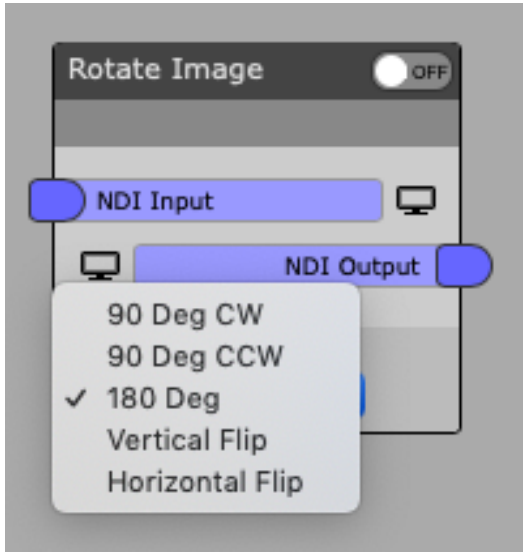 Rotate Image
OFF
NDI Input
NDI Output
90 Deg CW
90 Deg CCW
✓ 180 Deg
Vertical Flip
Horizontal Flip